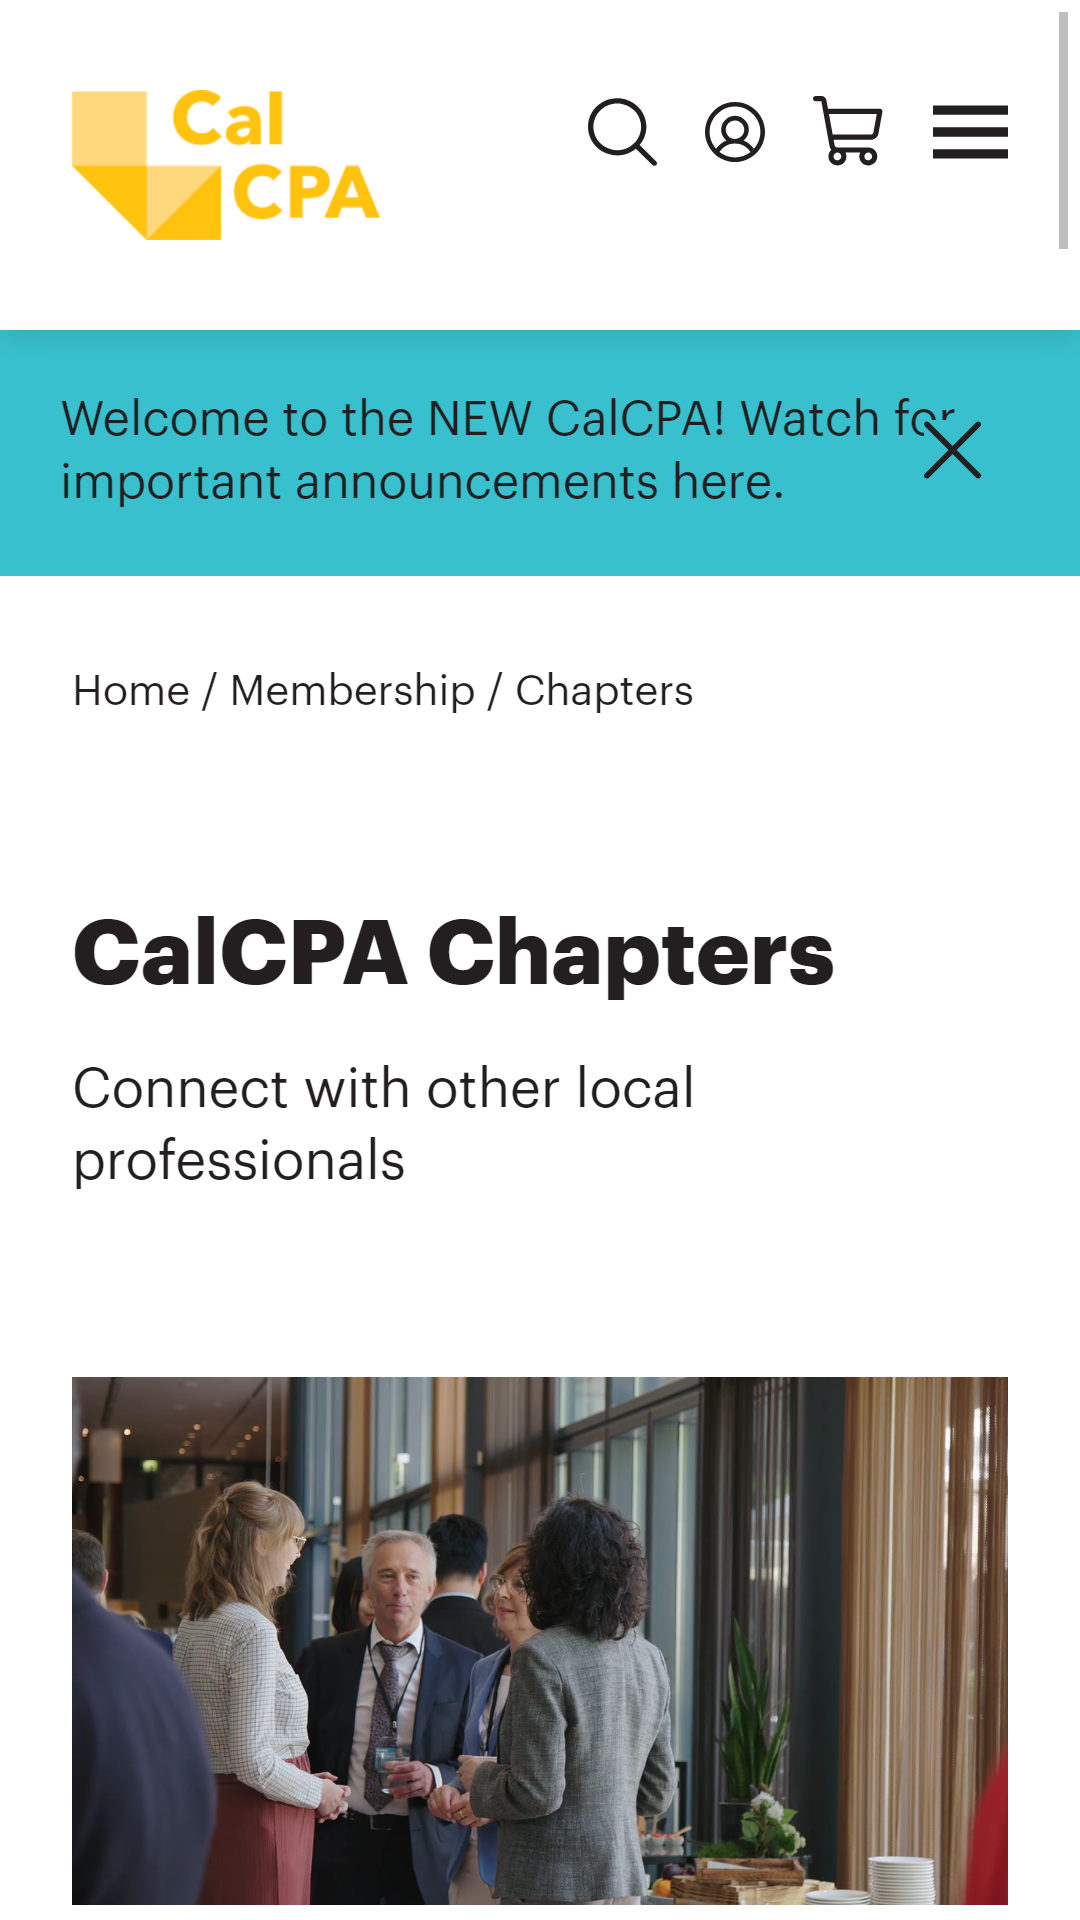 Cal
CPA
Welcome to the NEW CalCPA! Watch for
important announcements here.
Home / Membership / Chapters
CalCPA Chapters
Connect with other local
professionals